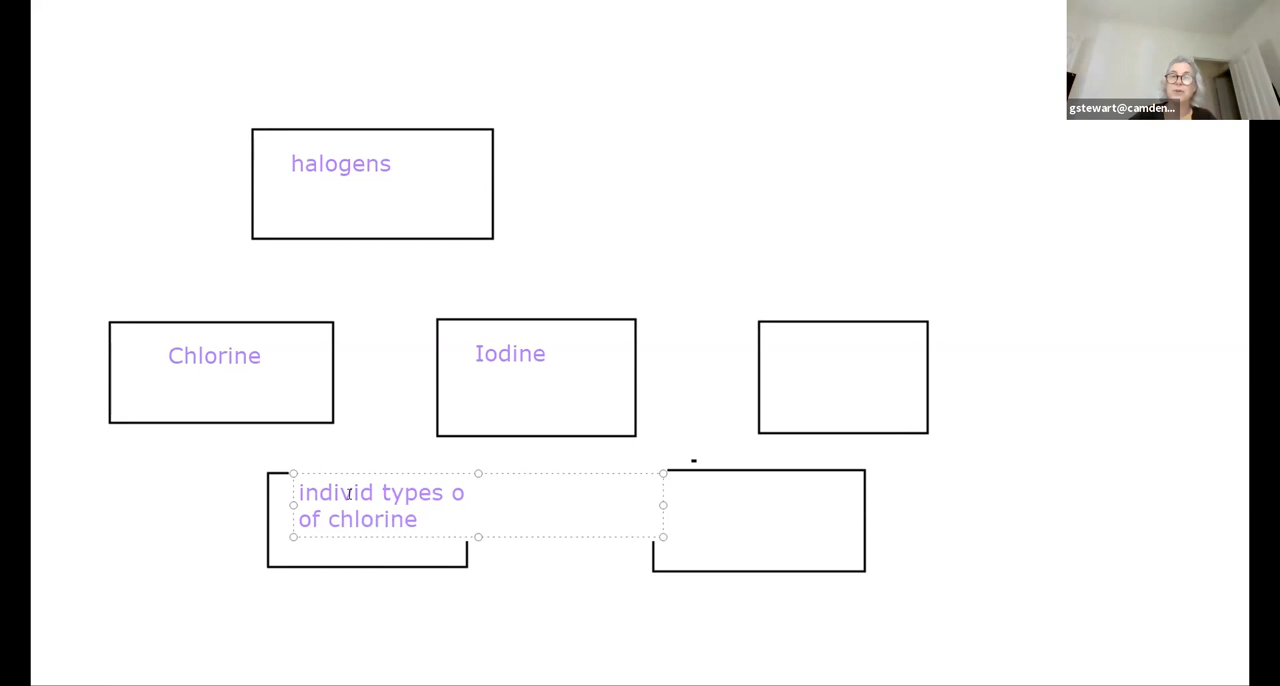 gstewart@camden...
halogens
Chlorine
Iodine
individ types o
of chlorine